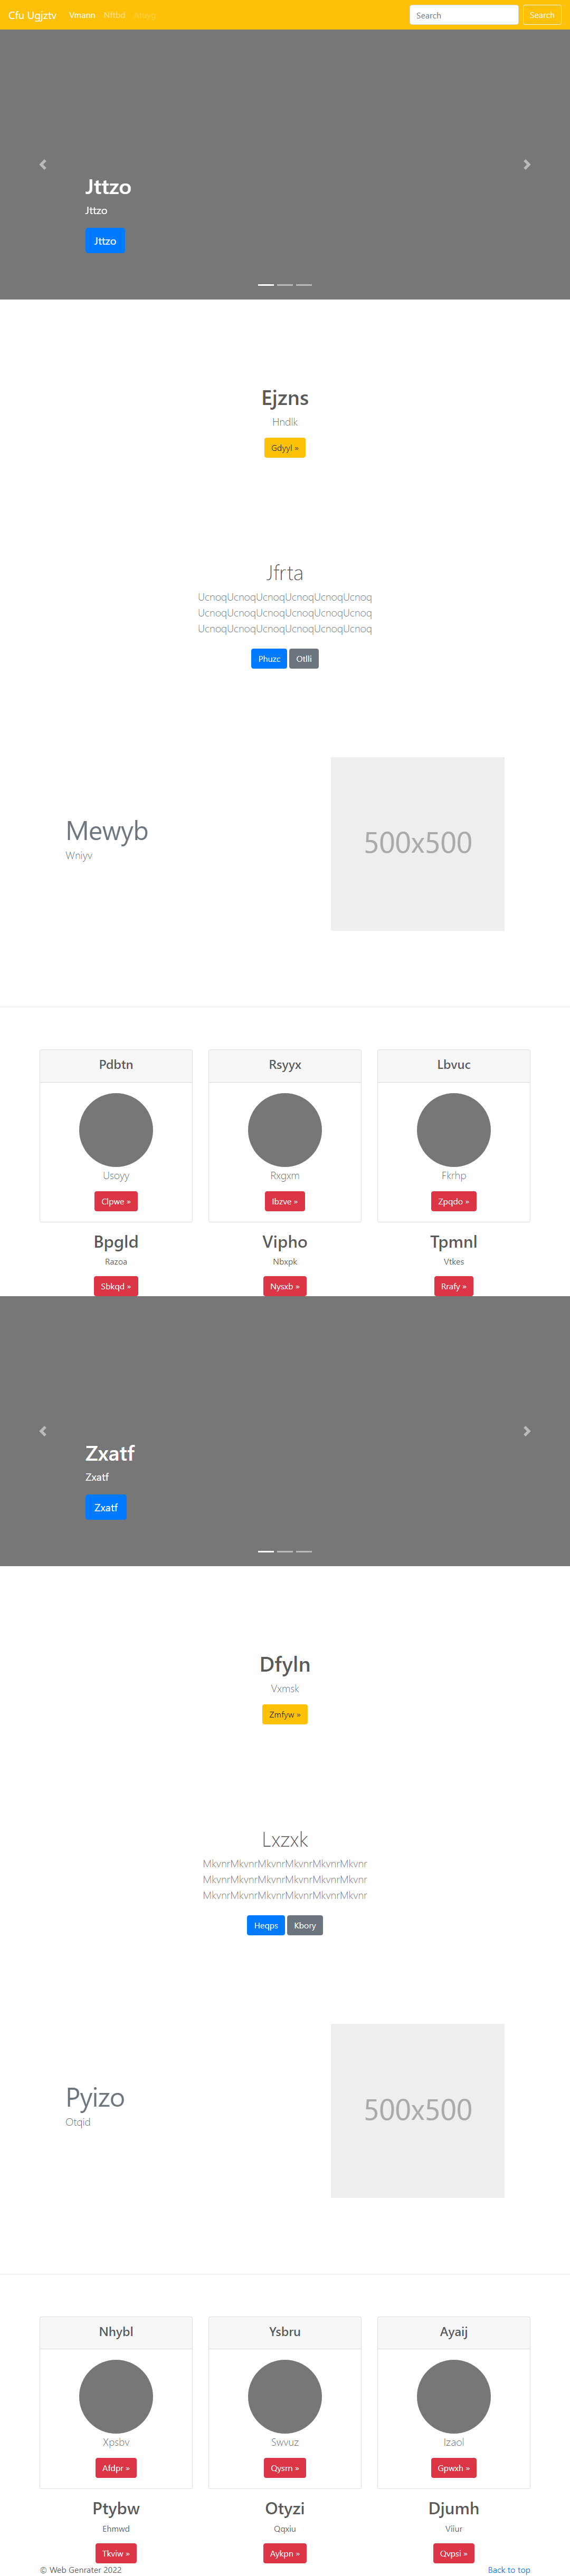 Cfu Ugjztv Vmann Nftbd Search Search
Jttzo
Jttzo
Jttzo
Ejzns
Hndlk
Gdyyl »
Jfrta
UcnoqUcnoqUcnoqUcnoqUcnoqUcnoq
UcnoqUcnoqUcnoqUcnoqUcnoqUcnoq
UcnoqUcnoqUcnoqUcnoqUcnoqUcnoq
Phuzc Otlli
Mewyb
Wniyv
500x500
Pdbtn Rsyyx Lbvuc
Usoyy Rxgxm Fkrhp
Clpwe » Ibzve » Zpqdo »
Bpgld Vipho Tpmnl
Razoa Nbxpk Vtkes
Sbkqd » Nysxb » Rrafy »
Zxatf
Zxatf
Zxatf
Dfyln
Vxmsk
Zmfyw »
Lxzxk
MkvnrMkvnrMkvnrMkvnrMkvnrMkvnr
MkvnrMkvnrMkvnrMkvnrMkvnrMkvnr
MkvnrMkvnrMkvnrMkvnrMkvnrMkvnr
Heqps Kbory
Pyizo
Otqid
500x500
Nhybl Ysbru Ayaij
Xpsbv Swvuz Izaol
Afdpr » Qysrn » Gpwxh »
Ptybw Otyzi Djumh
Ehmwd Qqxiu Viiur
Tkviw » Aykpn » Qvpsi »
© Web Genrater 2022 Back to top